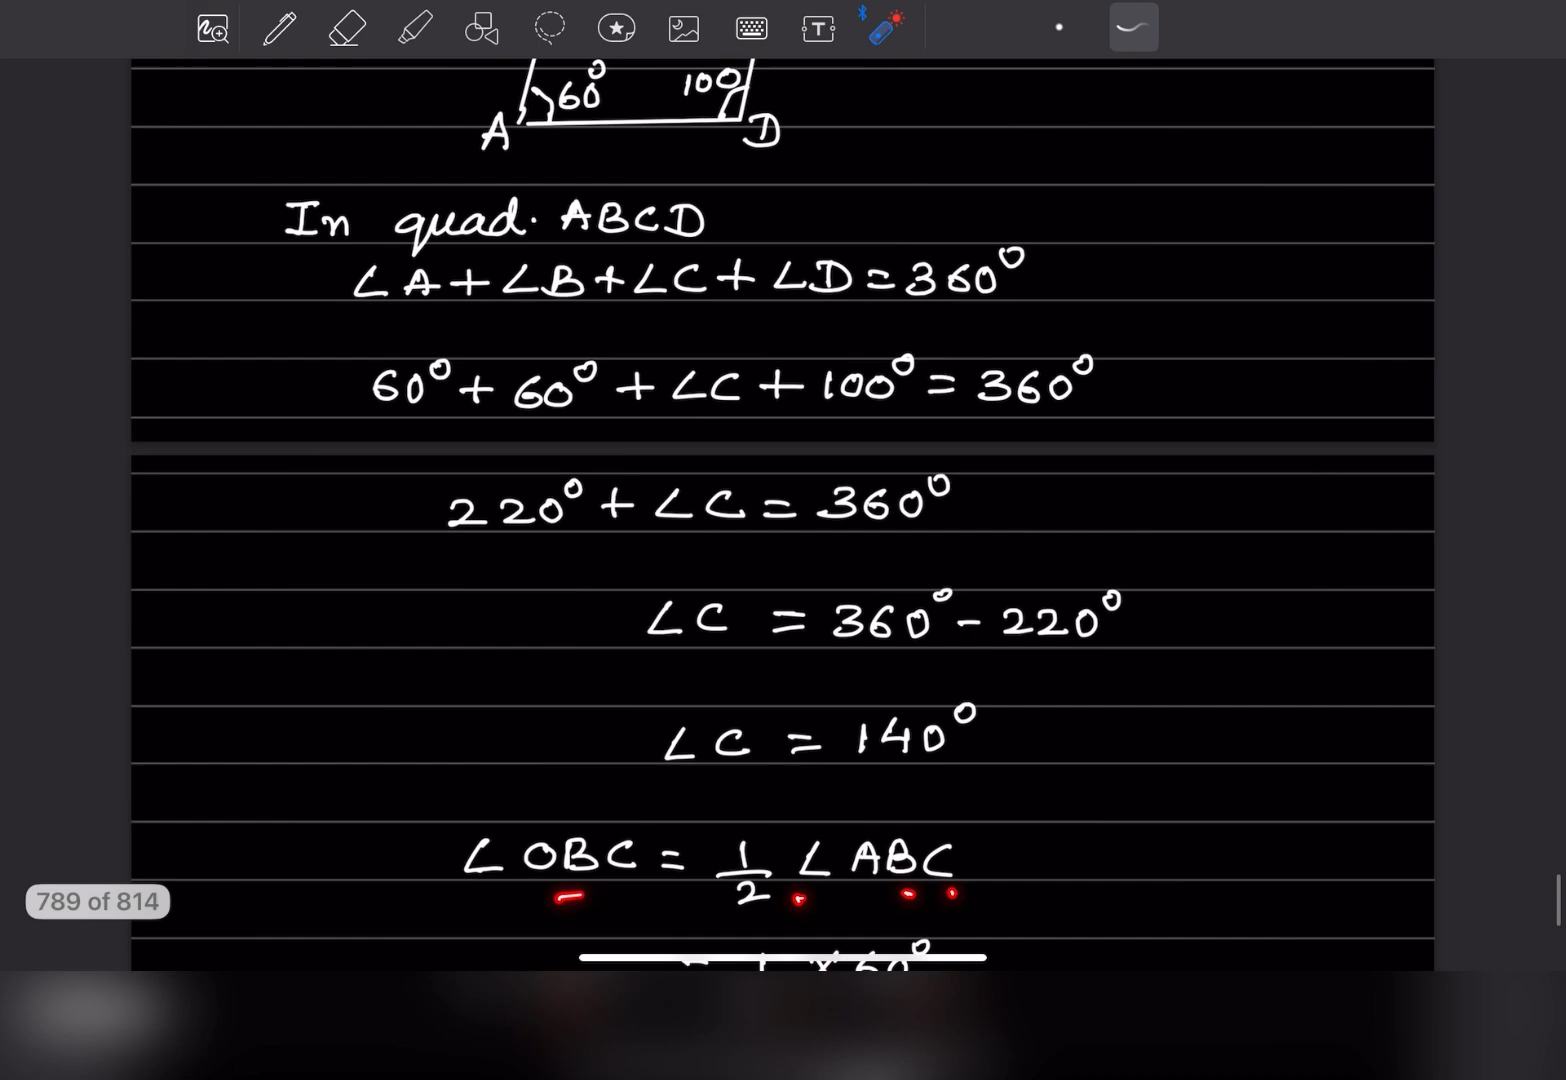 60° 100
A D
In quad. ABCD
∠A+∠B+∠C+∠D=360°
60°+60°+∠C+100°=360°
220°+∠C=360°
∠C=360°-220°
∠C=140°
∠OBC=1/2 ∠ABC
789 of 814